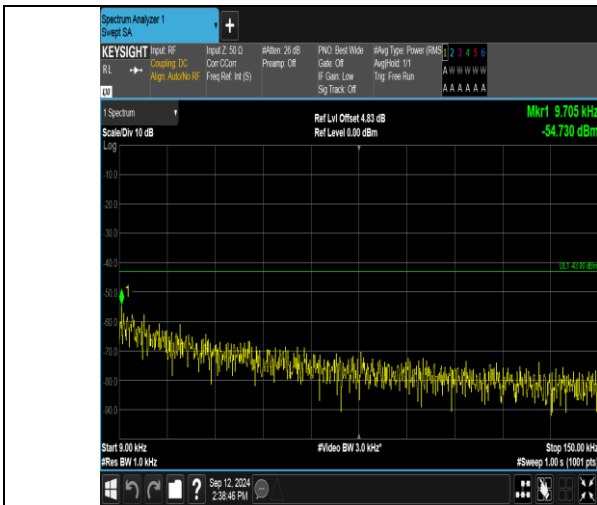 Spectrum Analyzer 1
Swept SA
+
KEYSIGHT
RL
LXI
Input: RF
Coupling: DC
Align: Auto/No RF
Input Z: 50 Ω
Corr CCorr
Freq Ref: Int (S)
#Atten: 26 dB
Preamp: Off
PNO: Best Wide
Gate: Off
IF Gain: Low
Sig Track: Off
#Avg Type: Power (RMS
Avg|Hold: 1/1
Trig: Free Run
1 2 3 4 5 6
A W W W W W
A A A A A A
1 Spectrum
Scale/Div 10 dB
Log
Ref Lvl Offset 4.83 dB
Ref Level 0.00 dBm
Mkr1 9.705 kHz
-54.730 dBm
-10.0
-20.0
-30.0
-40.0
DL1 -43.00 dBm
-50.0
1
-60.0
-70.0
-80.0
-90.0
Start 9.00 kHz
#Res BW 1.0 kHz
#Video BW 3.0 kHz*
Stop 150.00 kHz
#Sweep 1.00 s (1001 pts)
?
Sep 12, 2024
2:38:46 PM